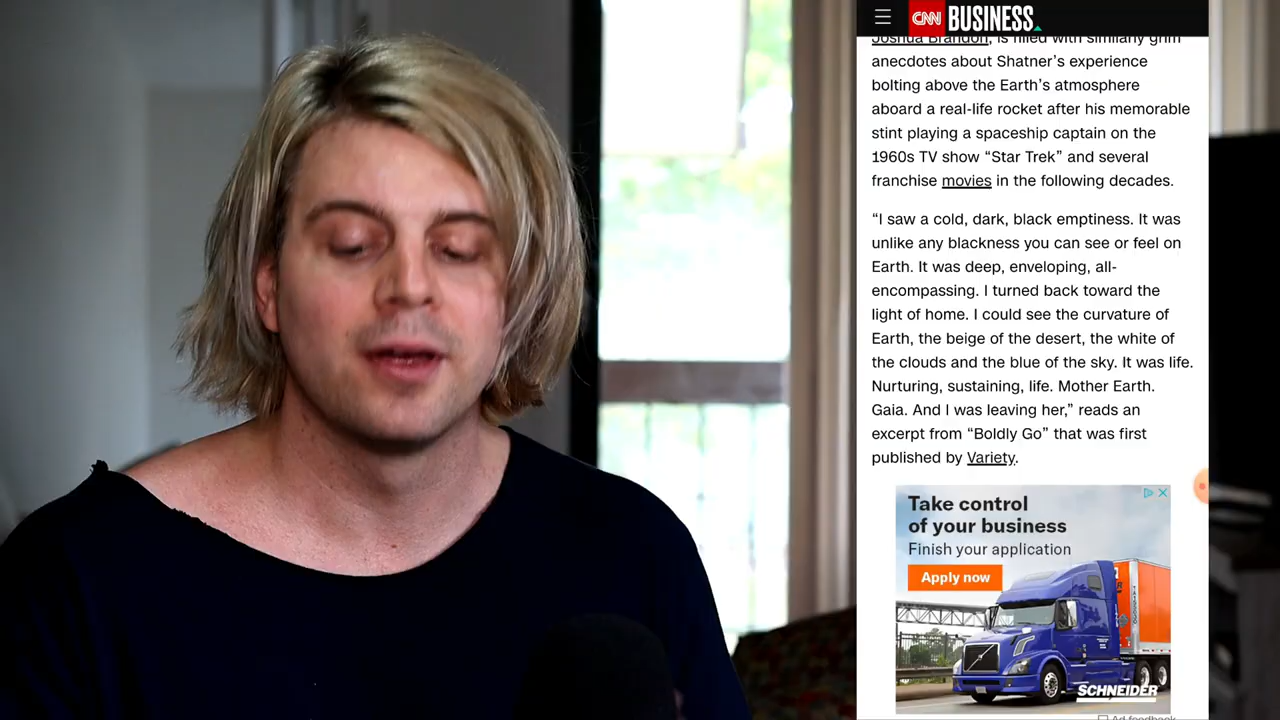 CNN BUSINESS
Joshua Brandon, is filled with similarly grim
anecdotes about Shatner's experience
bolting above the Earth's atmosphere
aboard a real-life rocket after his memorable
stint playing a spaceship captain on the
1960s TV show “Star Trek” and several
franchise movies in the following decades.
“I saw a cold, dark, black emptiness. It was
unlike any blackness you can see or feel on
Earth. It was deep, enveloping, all-
encompassing. I turned back toward the
light of home. I could see the curvature of
Earth, the beige of the desert, the white of
the clouds and the blue of the sky. It was life.
Nurturing, sustaining, life. Mother Earth.
Gaia. And I was leaving her,” reads an
excerpt from “Boldly Go” that was first
published by Variety.
Take control
of your business
Finish your application
Apply now
SCHNEIDER
Ad feedback